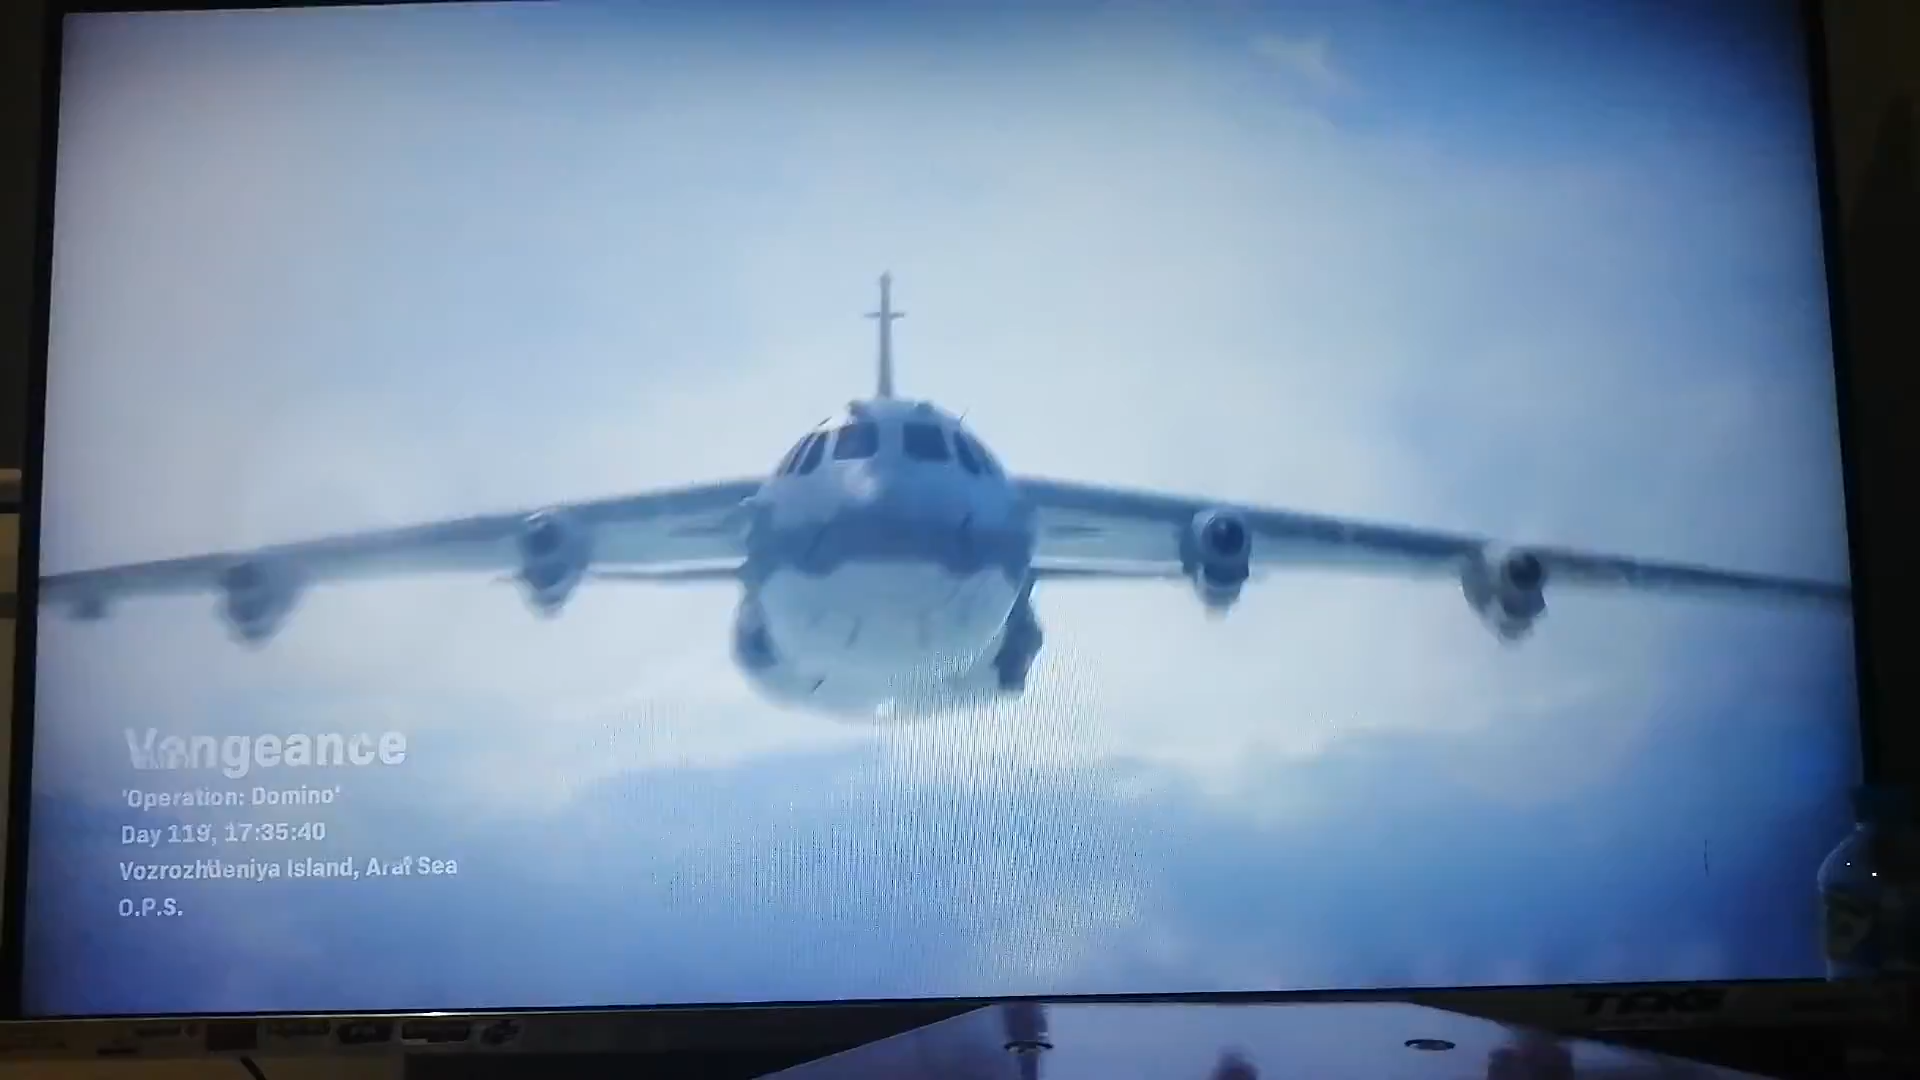 Vengeance
'Operation: Domino'
Day 119, 17:35:40
Vozrozhdeniya Island, Aral Sea
O.P.S.